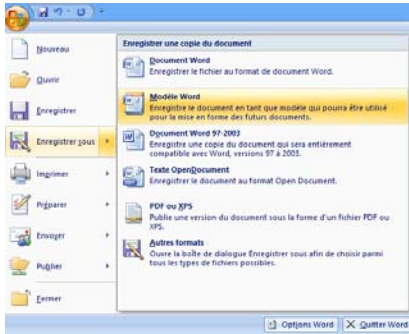 Nouveau
Ouvrir
Enregistrer
Enregistrer sous
Imprimer
Préparer
Envoyer
Publier
Fermer
Enregistrer une copie du document
Document Word
Enregistrer le fichier au format de document Word.
Modèle Word
Enregistre le document en tant que modèle qui pourra être utilisé
pour la mise en forme des futurs documents.
Document Word 97-2003
Enregistre une copie du document qui sera entièrement
compatible avec Word, versions 97 à 2003.
Texte OpenDocument
Enregistrer le document au format Open Document.
PDF ou XPS
Publie une version du document sous la forme d'un fichier PDF ou
XPS.
Autres formats
Ouvre la boîte de dialogue Enregistrer sous afin de choisir parmi
tous les types de fichiers possibles.
Options Word
Quitter Word